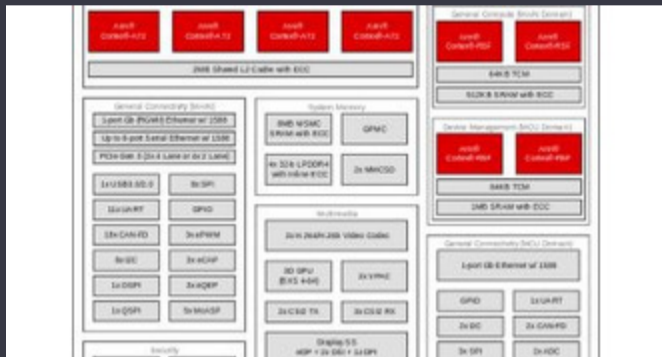 Arm® Cortex®-A72
Arm® Cortex®-A72
Arm® Cortex®-A72
Arm® Cortex®-A72
2MB Shared L2 Cache with ECC
General Connectivity (MAIN)
1-port Gb (RGMII) Ethernet w/ 1588
Up to 8-port Serial Ethernet w/ 1588
PCIe Gen 3 (2x 4 Lane or 4x 2 Lane)
1x USB3.0/2.0
8x SPI
11x UART
GPIO
18x CAN-FD
3x ePWM
8x I2C
3x eCAP
1x OSPI
3x eQEP
1x QSPI
5x McASP
Security
System Memory
8MB MSMC
SRAM with ECC
GPMC
4x 32-b LPDDR4
with Inline ECC
2x MMCSD
Multimedia
H.264/H.265 Video Codec
3D GPU
(BXS 4-64)
2x CSI2 TX
3x CSI2 RX
Display SS
eDP + 2x DSI + 1x DPI
General Compute (MAIN Domain)
Arm® Cortex®-R5F
Arm® Cortex®-R5F
64KB TCM
512KB SRAM with ECC
Device Management (MCU Domain)
Arm® Cortex®-R5F
Arm® Cortex®-R5F
64KB TCM
1MB SRAM with ECC
General Connectivity (MCU Domain)
1-port Gb Ethernet w/ 1588
GPIO
1x UART
2x I2C
2x CAN-FD
3x SPI
2x ADC